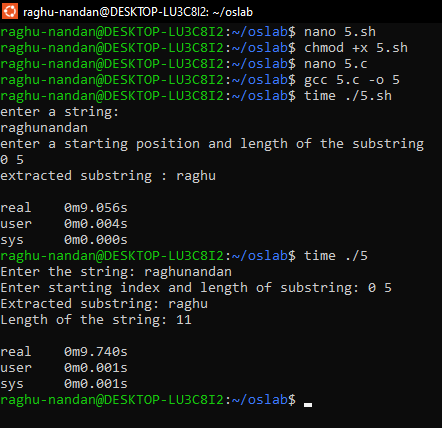 raghu-nandan@DESKTOP-LU3C8I2: ~/oslab
raghu-nandan@DESKTOP-LU3C8I2:~/oslab$ nano 5.sh
raghu-nandan@DESKTOP-LU3C8I2:~/oslab$ chmod +x 5.sh
raghu-nandan@DESKTOP-LU3C8I2:~/oslab$ nano 5.c
raghu-nandan@DESKTOP-LU3C8I2:~/oslab$ gcc 5.c -o 5
raghu-nandan@DESKTOP-LU3C8I2:~/oslab$ time ./5.sh
enter a string:
raghunandan
enter a starting position and length of the substring
0 5
extracted substring : raghu
real 0m9.056s
user 0m0.004s
sys 0m0.000s
raghu-nandan@DESKTOP-LU3C8I2:~/oslab$ time ./5
Enter the string: raghunandan
Enter starting index and length of substring: 0 5
Extracted substring: raghu
Length of the string: 11
real 0m9.740s
user 0m0.001s
sys 0m0.001s
raghu-nandan@DESKTOP-LU3C8I2:~/oslab$